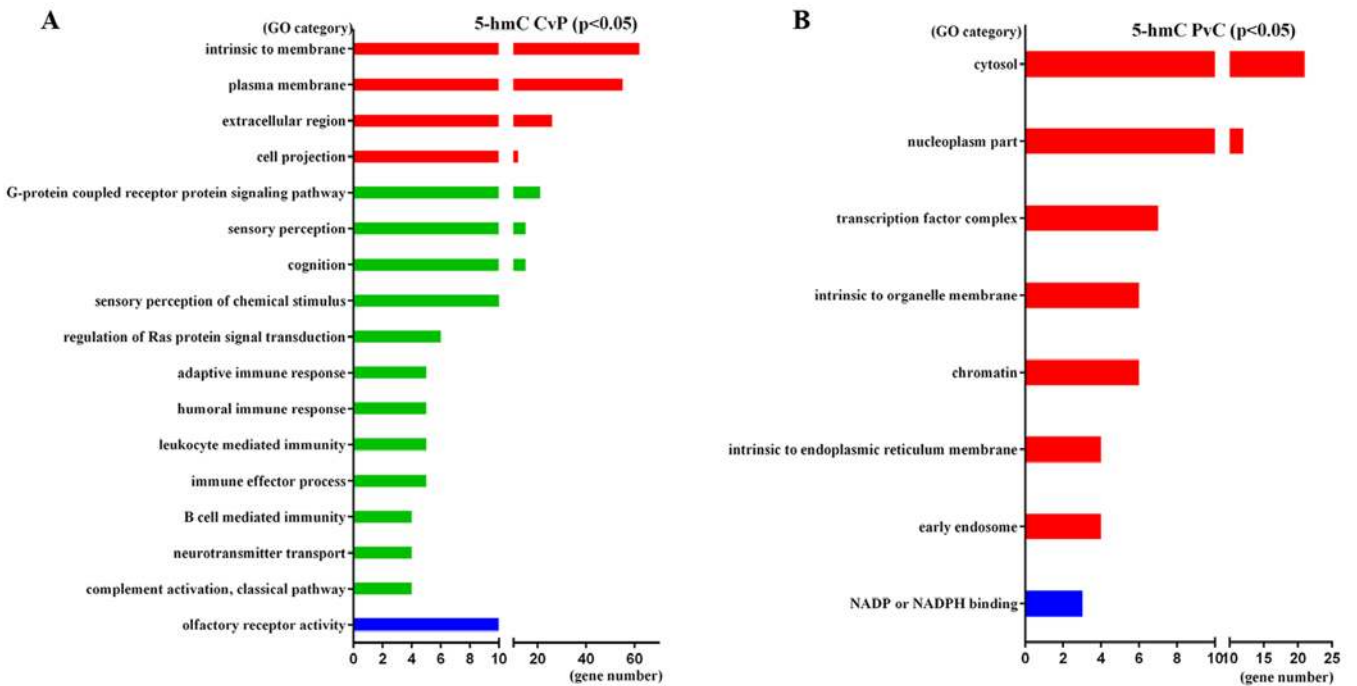 A
(GO category)
5-hmC CvP (p<0.05)
intrinsic to membrane
plasma membrane
extracellular region
cell projection
G-protein coupled receptor protein signaling pathway
sensory perception
cognition
sensory perception of chemical stimulus
regulation of Ras protein signal transduction
adaptive immune response
humoral immune response
leukocyte mediated immunity
immune effector process
B cell mediated immunity
neurotransmitter transport
complement activation, classical pathway
olfactory receptor activity
0 2 4 6 8 10 20 40 60
(gene number)
B
(GO category)
5-hmC PvC (p<0.05)
cytosol
nucleoplasm part
transcription factor complex
intrinsic to organelle membrane
chromatin
intrinsic to endoplasmic reticulum membrane
early endosome
NADP or NADPH binding
0 2 4 6 8 10 10 15 20 25
(gene number)